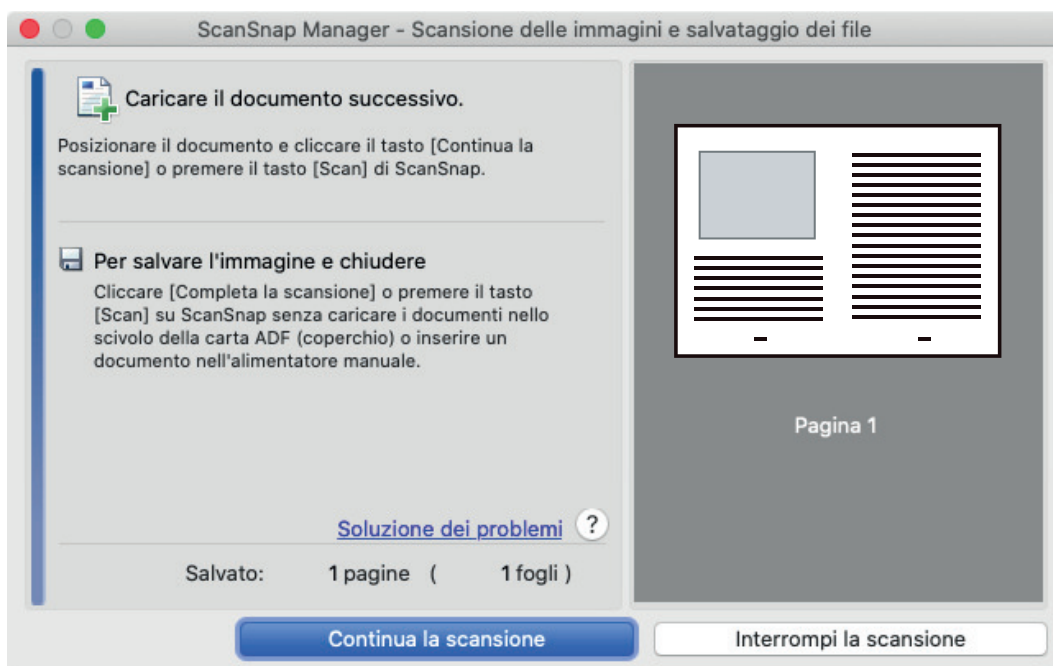 ScanSnap Manager - Scansione delle immagini e salvataggio dei file
Caricare il documento successivo.
Posizionare il documento e cliccare il tasto [Continua la
scansione] o premere il tasto [Scan] di ScanSnap.
Per salvare l'immagine e chiudere
Cliccare [Completa la scansione] o premere il tasto
[Scan] su ScanSnap senza caricare i documenti nello
scivolo della carta ADF (coperchio) o inserire un
documento nell'alimentatore manuale.
Pagina 1
Soluzione dei problemi ?
Salvato: 1 pagine ( 1 fogli )
Continua la scansione
Interrompi la scansione